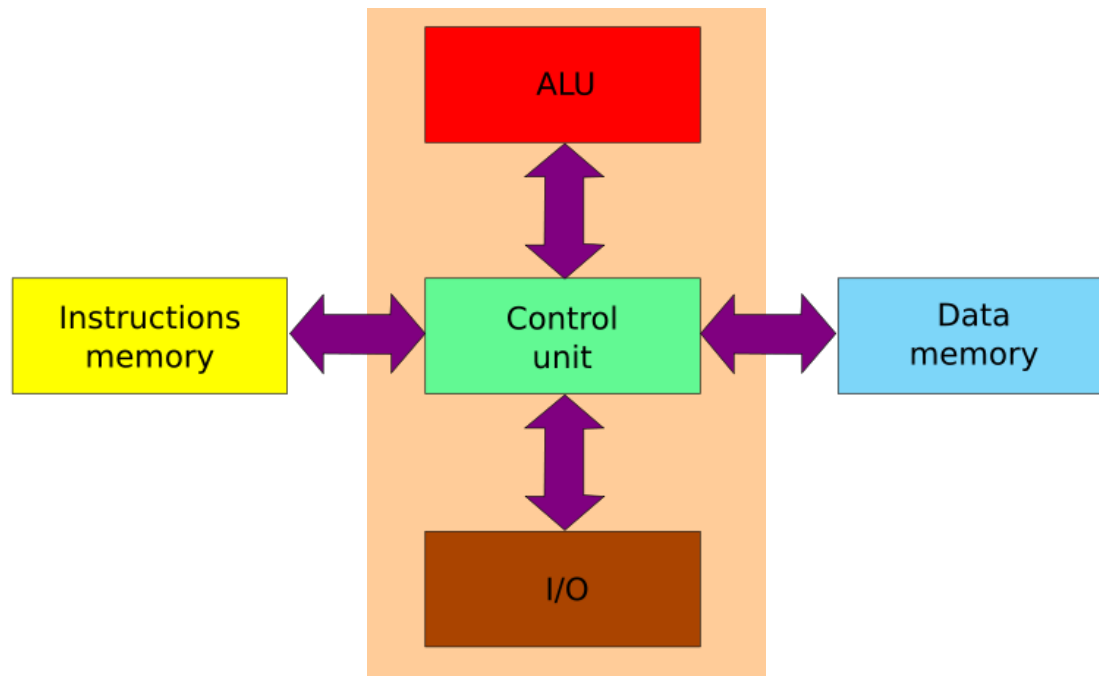 ALU
Instructions
memory
Control
unit
Data
memory
I/O